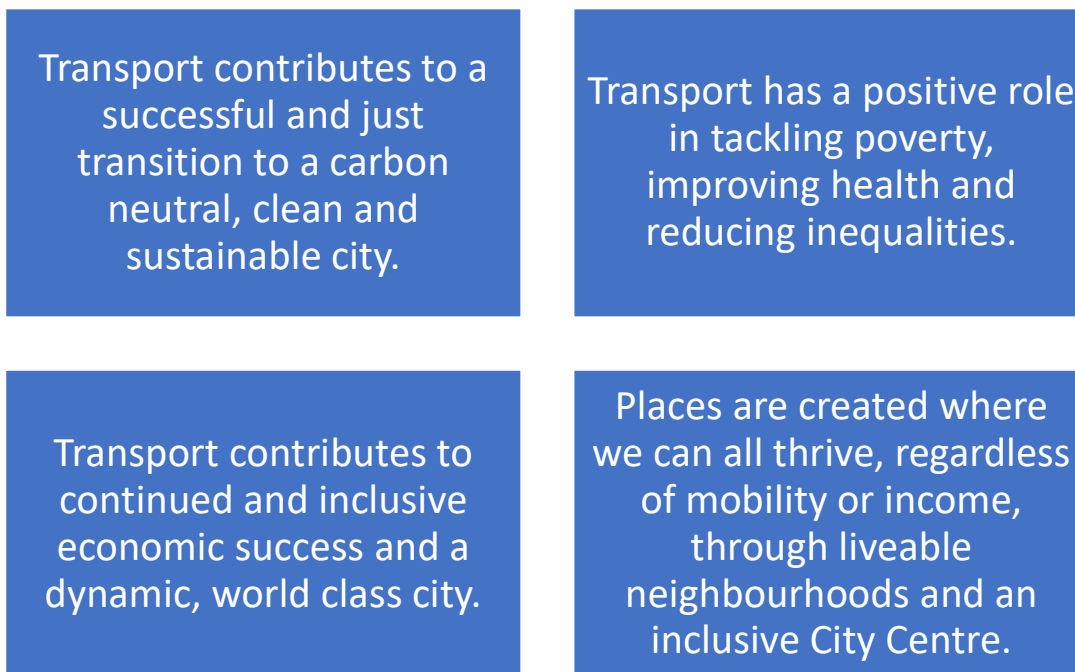 Transport contributes to a
successful and just
transition to a carbon
neutral, clean and
sustainable city.
Transport has a positive role
in tackling poverty,
improving health and
reducing inequalities.
Transport contributes to
continued and inclusive
economic success and a
dynamic, world class city.
Places are created where
we can all thrive, regardless
of mobility or income,
through liveable
neighbourhoods and an
inclusive City Centre.